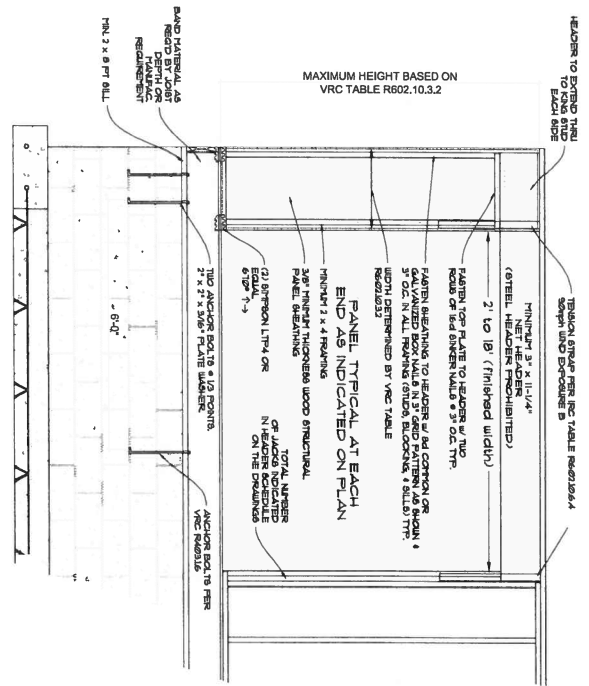 MAXIMUM HEIGHT BASED ON
VRC TABLE R602.10.3.2
HEADER TO EXTEND THRU
TO KING STUD
EACH SIDE
TENSION STRAP PER IRC TABLE R602.10.6.4
90mph WIND EXPOSURE B
MINIMUM 3" x 11-1/4"
NET HEADER
(STEEL HEADER PROHIBITED)
2' to 18' (finished width)
FASTEN TOP PLATE TO HEADER w/ TWO
ROWS OF 16d SINKER NAILS @ 3" O.C. TYP.
FASTEN SHEATHING TO HEADER w/ 8d COMMON OR
GALVANIZED BOX NAILS IN 3" GRID PATTERN AS SHOWN &
3" O.C. IN ALL FRAMING (STUDS, BLOCKING, & SILLS) TYP.
WIDTH DETERMINED BY VRC TABLE
PANEL TYPICAL AT EACH
END AS INDICATED ON PLAN
MINIMUM 2 x 4 FRAMING
3/8" MINIMUM THICKNESS WOOD STRUCTURAL
PANEL SHEATHING
(2) SIMPSON LTP4 OR
EQUAL
670# ↑→
TOTAL NUMBER
OF JACKS INDICATED
IN HEADER SCHEDULE
ON THE DRAWINGS
BAND MATERIAL AS
REQ'D BY JOIST
DEPTH OR
MANUFAC.
REQUIREMENT
MIN. 2 x 8 PT SILL
TWO ANCHOR BOLTS @ 1/3 POINTS,
2" x 2" x 3/16" PLATE WASHER.
ANCHOR BOLTS PER
VRC R403.1.6
~ 6'-0"